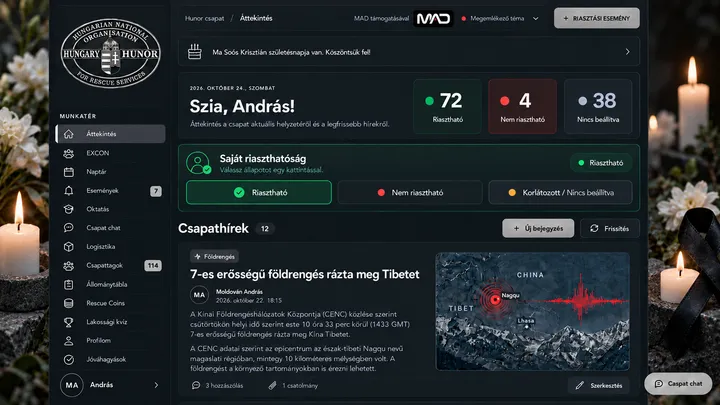 HUNGARIAN NATIONAL
ORGANISATION
HUNGARY HUNOR
FOR RESCUE SERVICES
MUNKATÉR
Áttekintés
EXCON
Naptár
Események 7
Oktatás
Csapat chat
Logisztika
Csapattagok 114
Állománytábla
Rescue Coins
Lakossági kvíz
Profilom
Jóváhagyások
MA András
Hunor csapat / Áttekintés
MAD támogatásával MAD Megemlékező téma
+ RIASZTÁSI ESEMÉNY
Ma Soós Krisztián születésnapja van. Köszöntsük fel!
2026. OKTÓBER 24., SZOMBAT
Szia, András!
Áttekintés a csapat aktuális helyzetéről és a legfrissebb hírekről.
72 Riasztható
4 Nem riasztható
38 Nincs beállítva
Saját riaszthatóság
Válassz állapotot egy kattintással.
Riasztható
Riasztható
Nem riasztható
Korlátozott / Nincs beállítva
Csapathírek 12
+ Új bejegyzés
Frissítés
Földrengés
7-es erősségű földrengés rázta meg Tibetet
MA
Moldován András
2026. október 22. 18:15
A Kínai Földrengéshálózatok Központja (CENC) közlése szerint
csütörtökön helyi idő szerint este 10 óra 33 perc körül (1433 GMT)
7-es erősségű földrengés rázta meg Kína Tibetet.
A CENC adatai szerint az epicentrum az észak-tibeti Nagqu nevű
magaslati régióban, mintegy 10 kilométeres mélységben volt. A
földrengést a környező tartományokban is érezni lehetett.
3 hozzászólás
1 csatolmány
CHINA
TIBET
Nagqu
Lhasa
Szerkesztés
Caspat chat